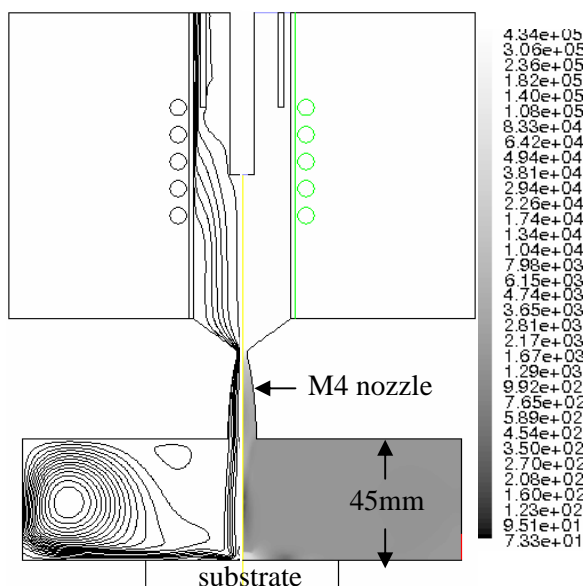 4.34e+05
3.06e+05
2.36e+05
1.82e+05
1.40e+05
1.08e+05
8.33e+04
6.42e+04
4.94e+04
3.81e+04
2.94e+04
2.26e+04
1.74e+04
1.34e+04
1.04e+04
7.98e+03
6.15e+03
4.74e+03
3.65e+03
2.81e+03
2.17e+03
1.67e+03
1.29e+03
9.92e+02
7.65e+02
5.89e+02
4.54e+02
3.50e+02
2.70e+02
2.08e+02
1.60e+02
1.23e+02
9.51e+01
7.33e+01
M4 nozzle
45mm
substrate